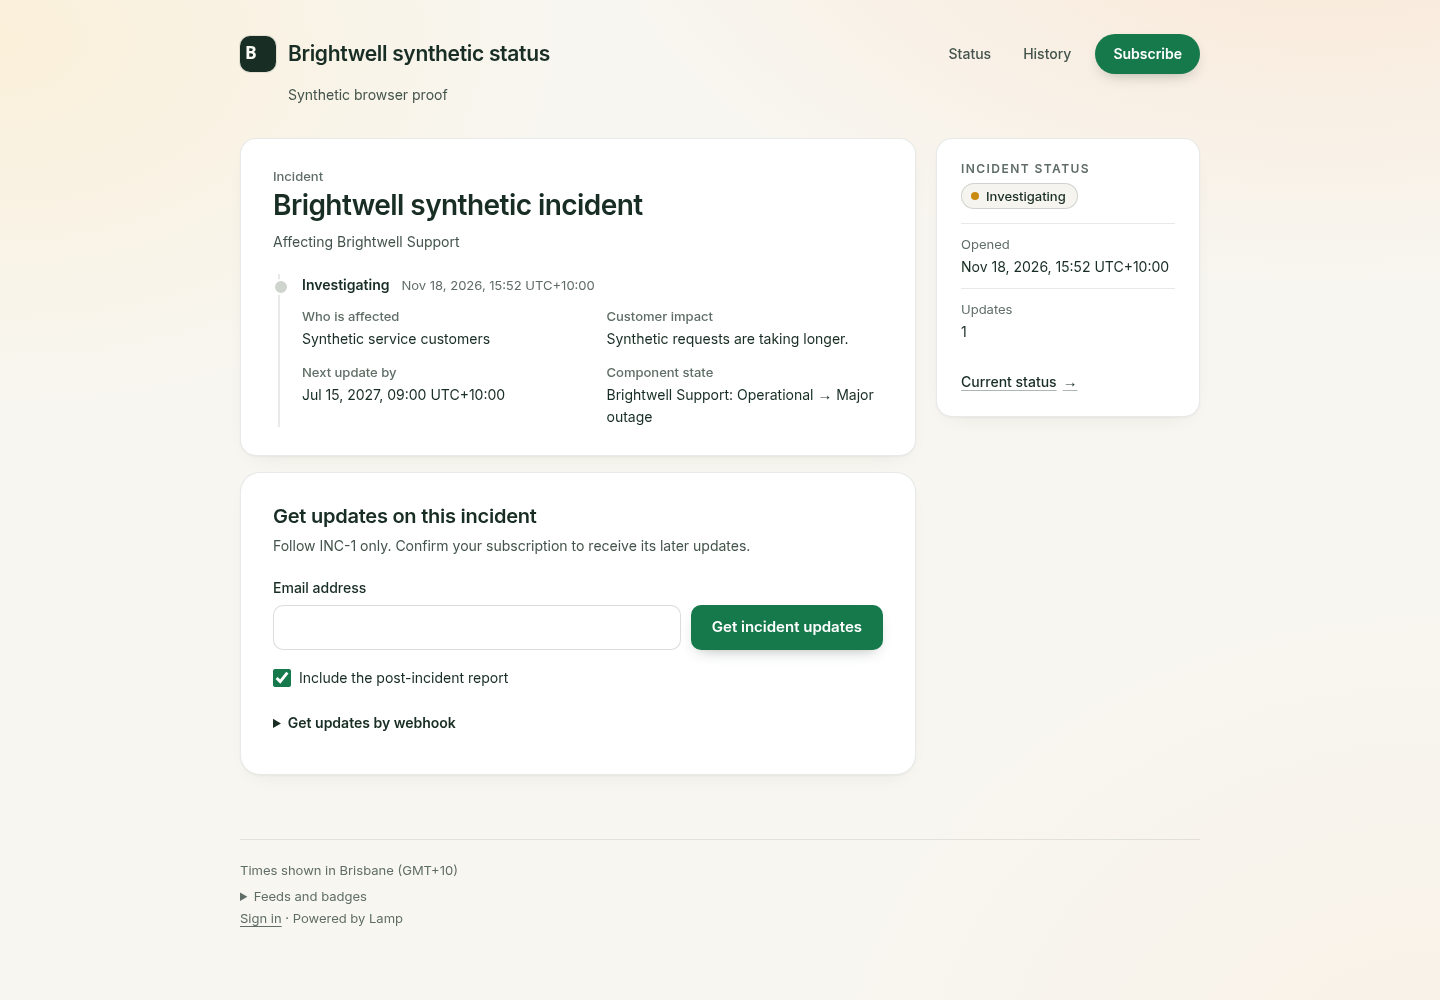 B
Brightwell synthetic status
Status
History
Subscribe
Synthetic browser proof
Incident
Brightwell synthetic incident
Affecting Brightwell Support
Investigating Nov 18, 2026, 15:52 UTC+10:00
Who is affected
Synthetic service customers
Customer impact
Synthetic requests are taking longer.
Next update by
Jul 15, 2027, 09:00 UTC+10:00
Component state
Brightwell Support: Operational → Major
outage
INCIDENT STATUS
Investigating
Opened
Nov 18, 2026, 15:52 UTC+10:00
Updates
1
Current status →
Get updates on this incident
Follow INC-1 only. Confirm your subscription to receive its later updates.
Email address
Get incident updates
Include the post-incident report
Get updates by webhook
Times shown in Brisbane (GMT+10)
Feeds and badges
Sign in · Powered by Lamp